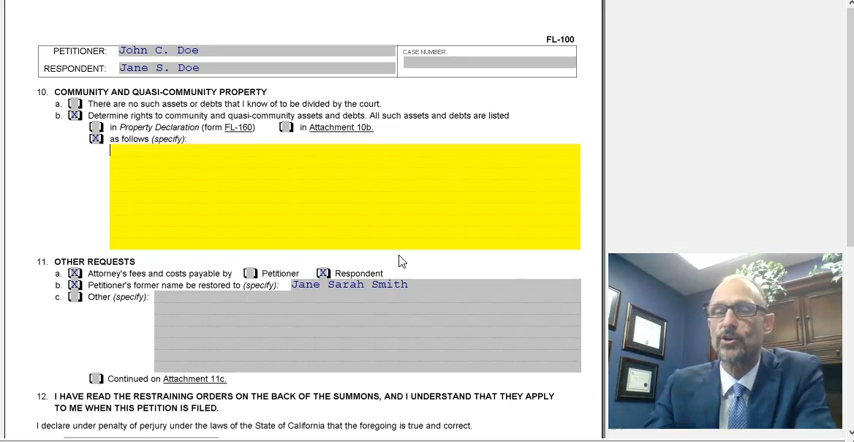 FL-100
PETITIONER: John C. Doe
CASE NUMBER:
RESPONDENT: Jane S. Doe
10. COMMUNITY AND QUASI-COMMUNITY PROPERTY
a. [ ] There are no such assets or debts that I know of to be divided by the court.
b. [X] Determine rights to community and quasi-community assets and debts. All such assets and debts are listed
[ ] in Property Declaration (form FL-160) [ ] in Attachment 10b.
[X] as follows (specify):
11. OTHER REQUESTS
a. [X] Attorney's fees and costs payable by [ ] Petitioner [X] Respondent
b. [X] Petitioner's former name be restored to (specify): Jane Sarah Smith
c. [ ] Other (specify):
[ ] Continued on Attachment 11c.
12. I HAVE READ THE RESTRAINING ORDERS ON THE BACK OF THE SUMMONS, AND I UNDERSTAND THAT THEY APPLY
TO ME WHEN THIS PETITION IS FILED.
I declare under penalty of perjury under the laws of the State of California that the foregoing is true and correct.